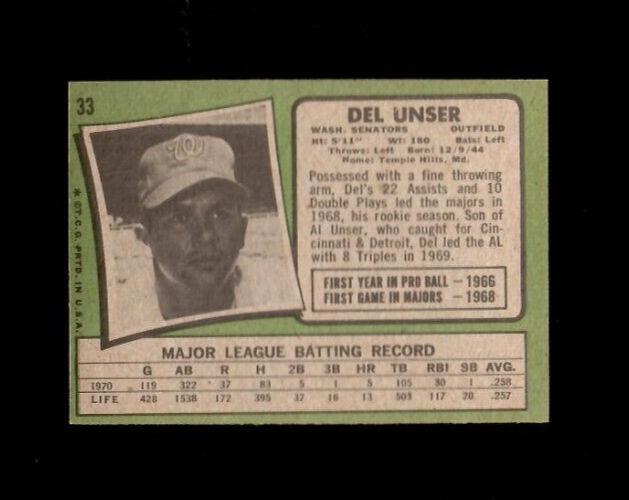 33
DEL UNSER
WASH. SENATORS OUTFIELD
Ht: 5'11" Wt: 180 Bats: Left
Throws: Left Born: 12/9/44
Home: Temple Hills, Md.
Possessed with a fine throwing
arm, Del's 22 Assists and 10
Double Plays led the majors in
1968, his rookie season. Son of
Al Unser, who caught for Cin-
cinnati & Detroit, Del led the AL
with 8 Triples in 1969.
FIRST YEAR IN PRO BALL — 1966
FIRST GAME IN MAJORS — 1968
W
* ©T.C.G. PRTD. IN U.S.A.
MAJOR LEAGUE BATTING RECORD
G AB R H 2B 3B HR TB RBI SB AVG.
1970 119 322 37 83 5 1 5 105 30 1 .258
LIFE 428 1538 172 395 37 16 13 503 117 20 .257